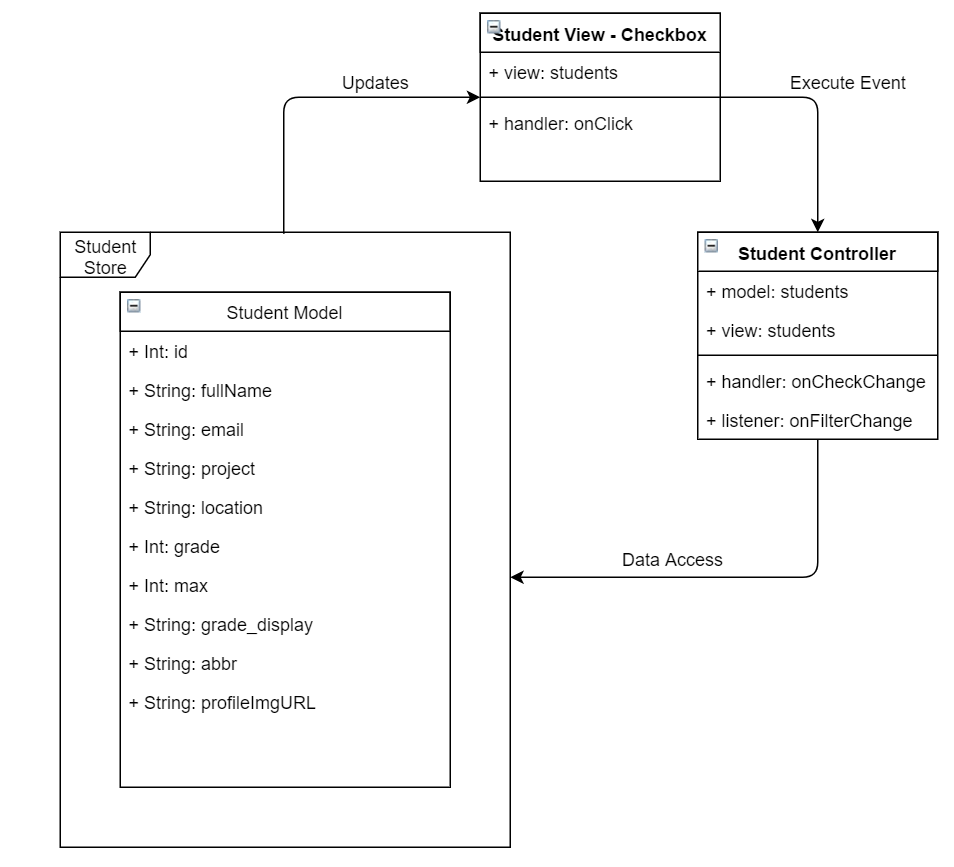 Student View - Checkbox
+ view: students
+ handler: onClick
Updates
Execute Event
Student
Store
Student Model
+ Int: id
+ String: fullName
+ String: email
+ String: project
+ String: location
+ Int: grade
+ Int: max
+ String: grade_display
+ String: abbr
+ String: profileImgURL
Student Controller
+ model: students
+ view: students
+ handler: onCheckChange
+ listener: onFilterChange
Data Access